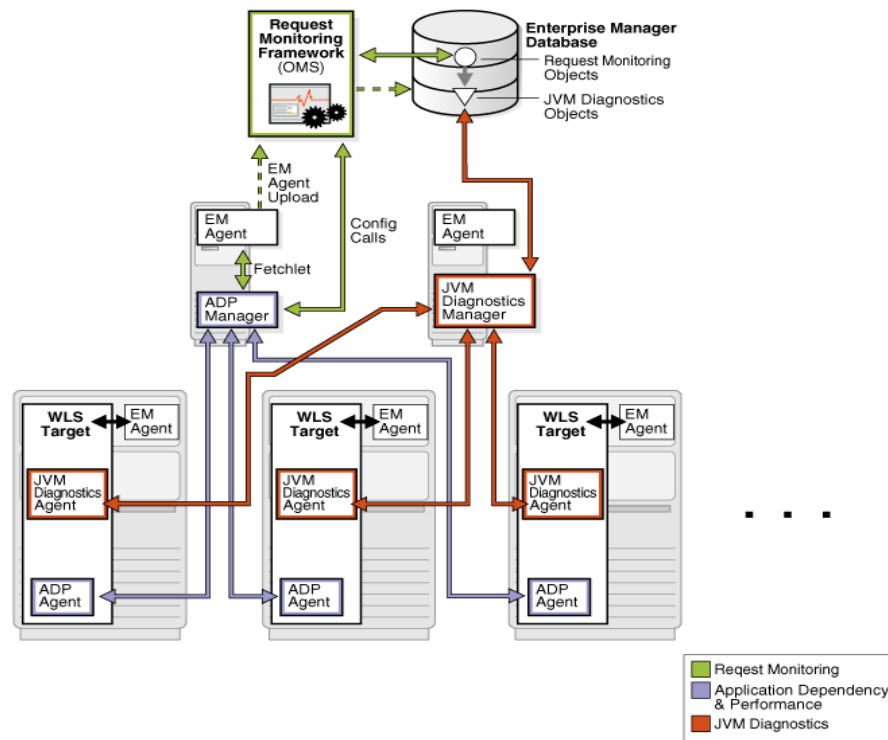 Request
Monitoring
Framework
(OMS)
Enterprise Manager
Database
Request Monitoring
Objects
JVM Diagnostics
Objects
EM
Agent
Upload
Config
Calls
EM
Agent
Fetchlet
ADP
Manager
EM
Agent
JVM
Diagnostics
Manager
WLS
Target
EM
Agent
JVM
Diagnostics
Agent
ADP
Agent
WLS
Target
EM
Agent
JVM
Diagnostics
Agent
ADP
Agent
WLS
Target
EM
Agent
JVM
Diagnostics
Agent
ADP
Agent
. . .
Reqest Monitoring
Application Dependency
& Performance
JVM Diagnostics